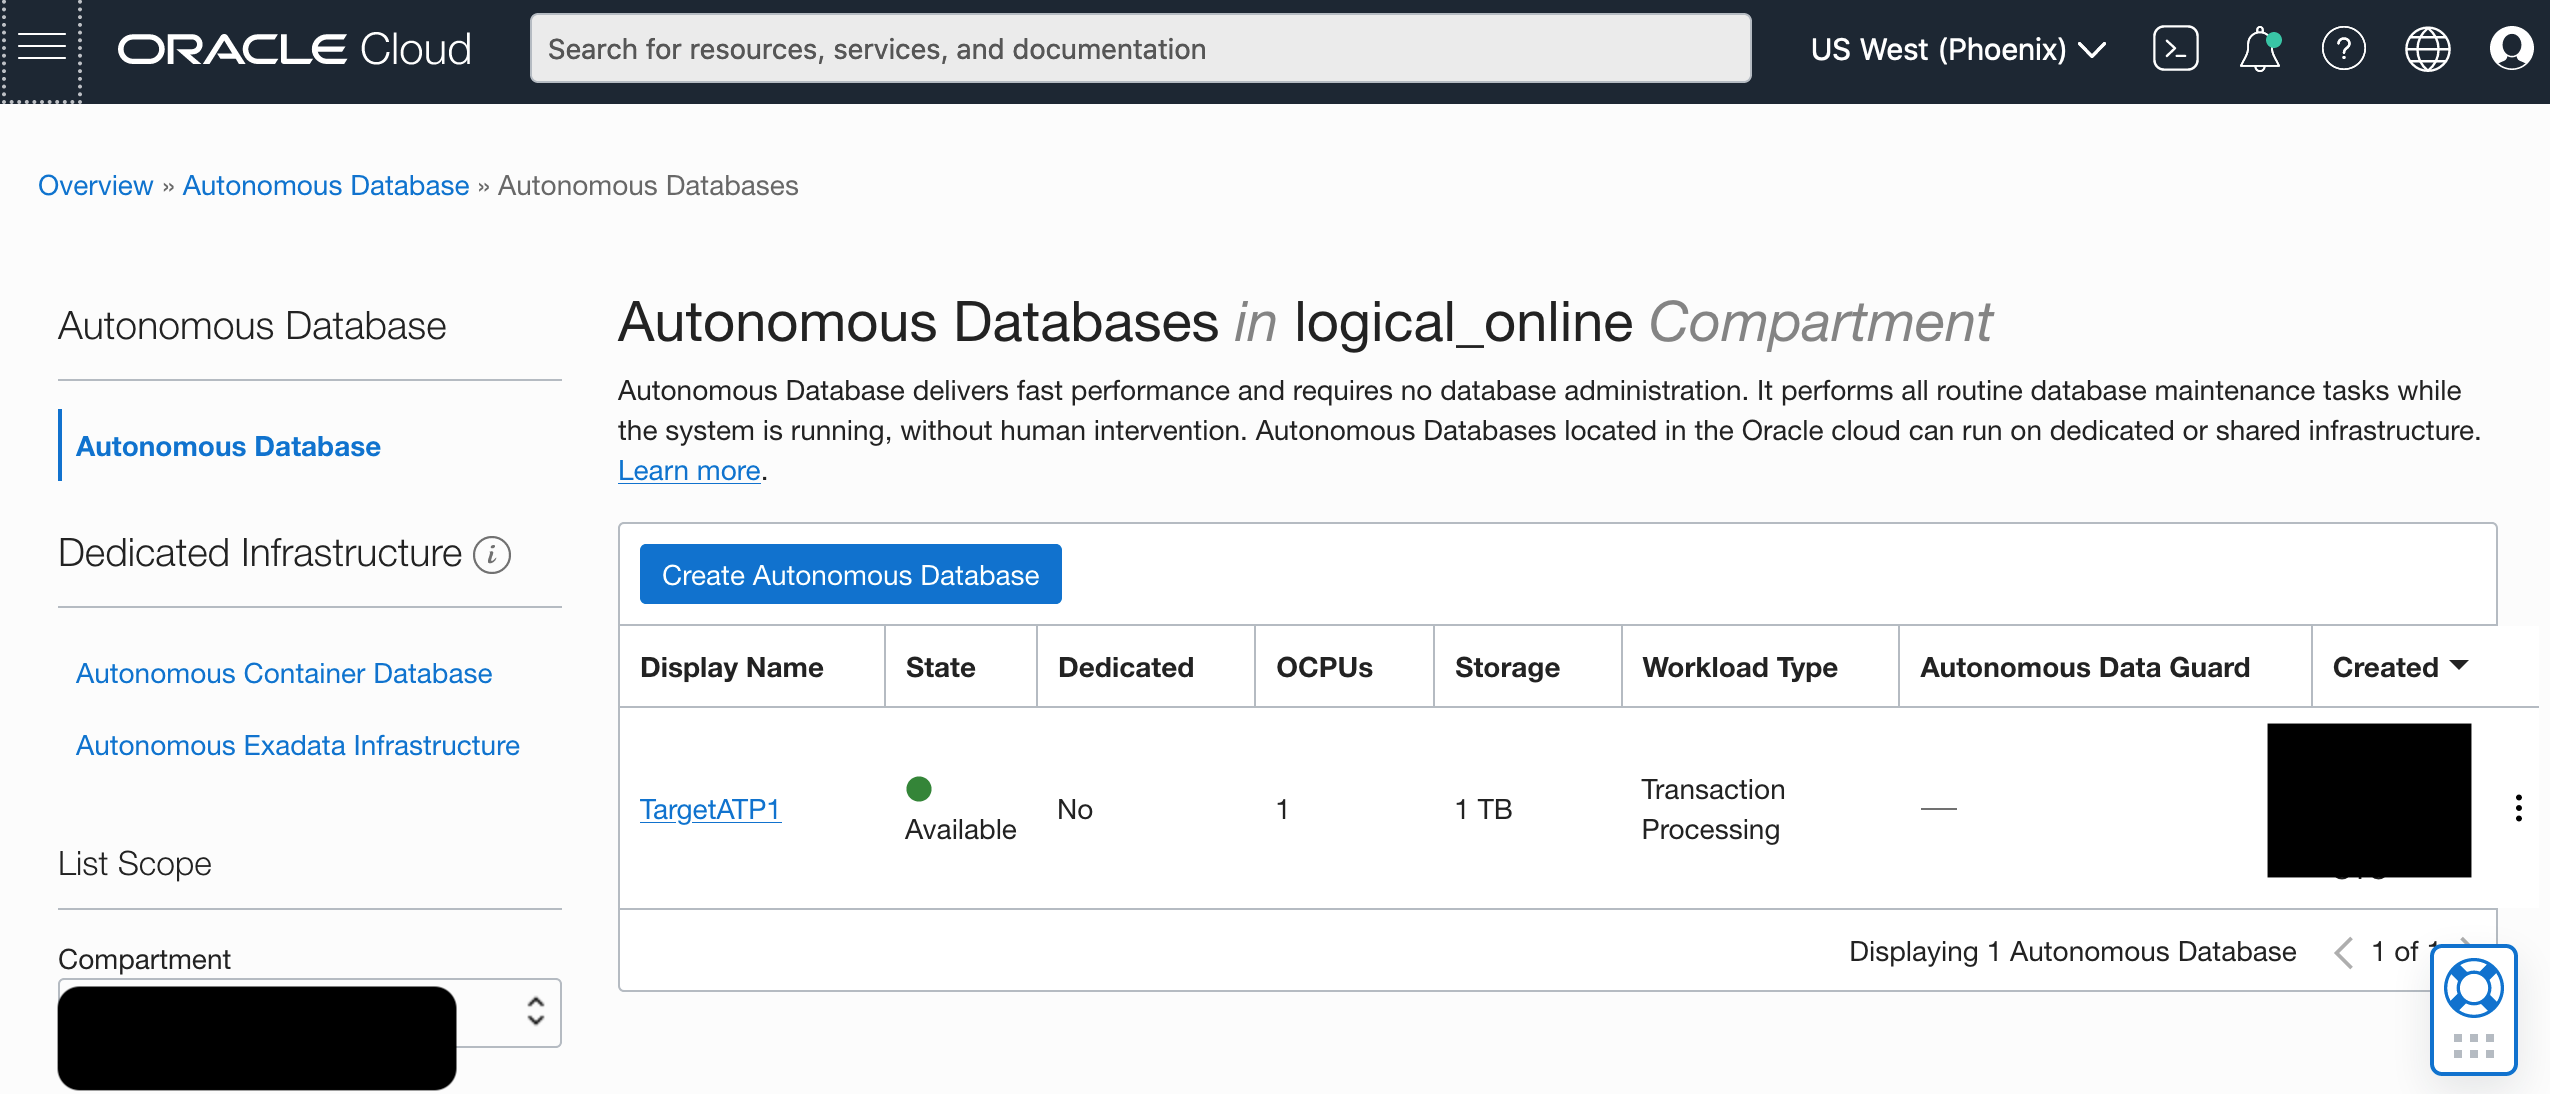 ORACLE Cloud
Search for resources, services, and documentation
US West (Phoenix)
Overview » Autonomous Database » Autonomous Databases
Autonomous Database
Autonomous Database
Dedicated Infrastructure
Autonomous Container Database
Autonomous Exadata Infrastructure
List Scope
Compartment
Autonomous Databases in logical_online Compartment
Autonomous Database delivers fast performance and requires no database administration. It performs all routine database maintenance tasks while
the system is running, without human intervention. Autonomous Databases located in the Oracle cloud can run on dedicated or shared infrastructure.
Learn more.
Create Autonomous Database
Display Name State Dedicated OCPUs Storage Workload Type Autonomous Data Guard Created
TargetATP1 Available No 1 1 TB Transaction Processing —
Displaying 1 Autonomous Database 1 of